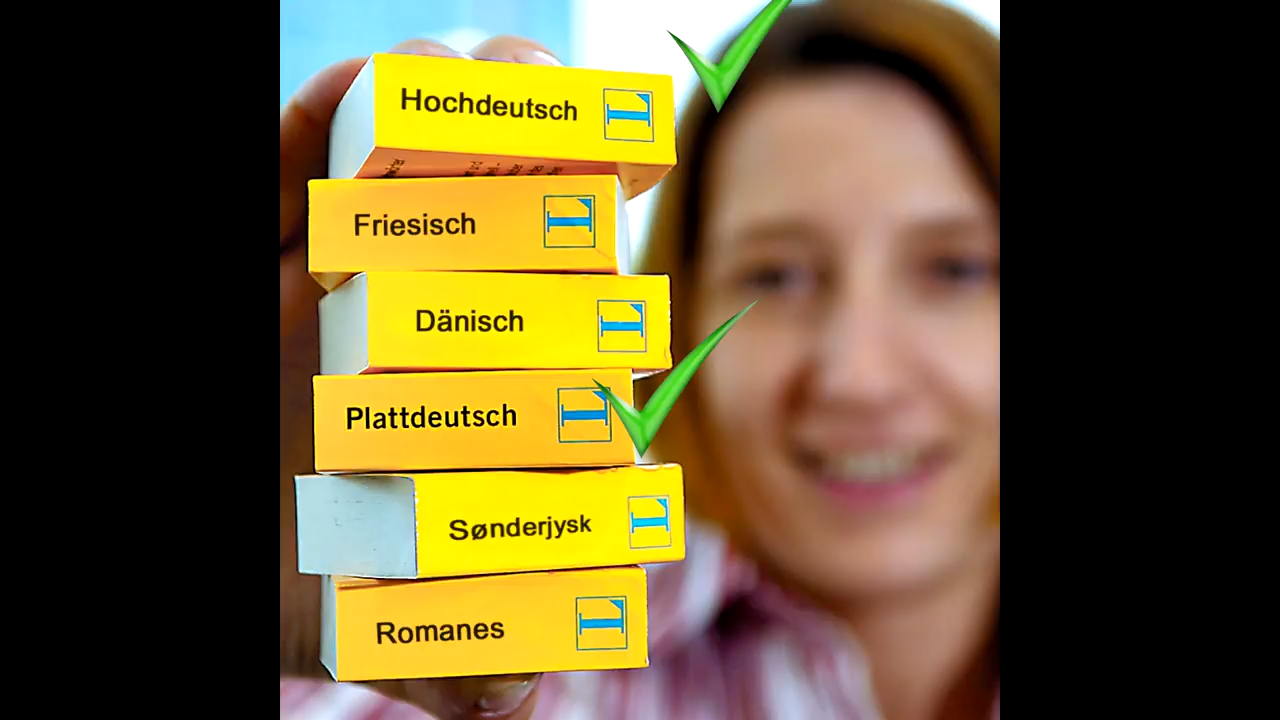 Hochdeutsch L
Friesisch L
Dänisch L
Plattdeutsch L
Sønderjysk L
Romanes L